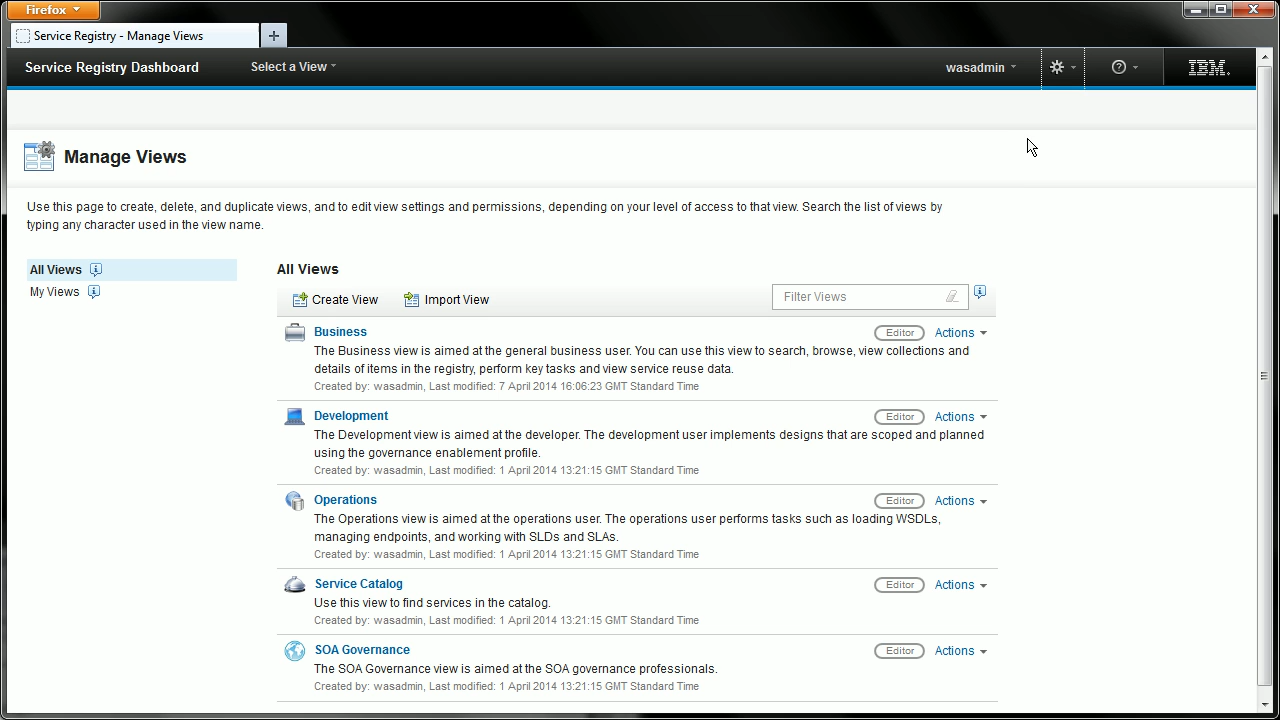 Firefox
Service Registry - Manage Views
Service Registry Dashboard
Select a View
wasadmin
IBM.
Manage Views
Use this page to create, delete, and duplicate views, and to edit view settings and permissions, depending on your level of access to that view. Search the list of views by
typing any character used in the view name.
All Views
My Views
All Views
Create View
Import View
Filter Views
Business
Editor
Actions
The Business view is aimed at the general business user. You can use this view to search, browse, view collections and
details of items in the registry, perform key tasks and view service reuse data.
Created by: wasadmin, Last modified: 7 April 2014 16:06:23 GMT Standard Time
Development
Editor
Actions
The Development view is aimed at the developer. The development user implements designs that are scoped and planned
using the governance enablement profile.
Created by: wasadmin, Last modified: 1 April 2014 13:21:15 GMT Standard Time
Operations
Editor
Actions
The Operations view is aimed at the operations user. The operations user performs tasks such as loading WSDLs,
managing endpoints, and working with SLDs and SLAs.
Created by: wasadmin, Last modified: 1 April 2014 13:21:15 GMT Standard Time
Service Catalog
Editor
Actions
Use this view to find services in the catalog.
Created by: wasadmin, Last modified: 1 April 2014 13:21:15 GMT Standard Time
SOA Governance
Editor
Actions
The SOA Governance view is aimed at the SOA governance professionals.
Created by: wasadmin, Last modified: 1 April 2014 13:21:15 GMT Standard Time